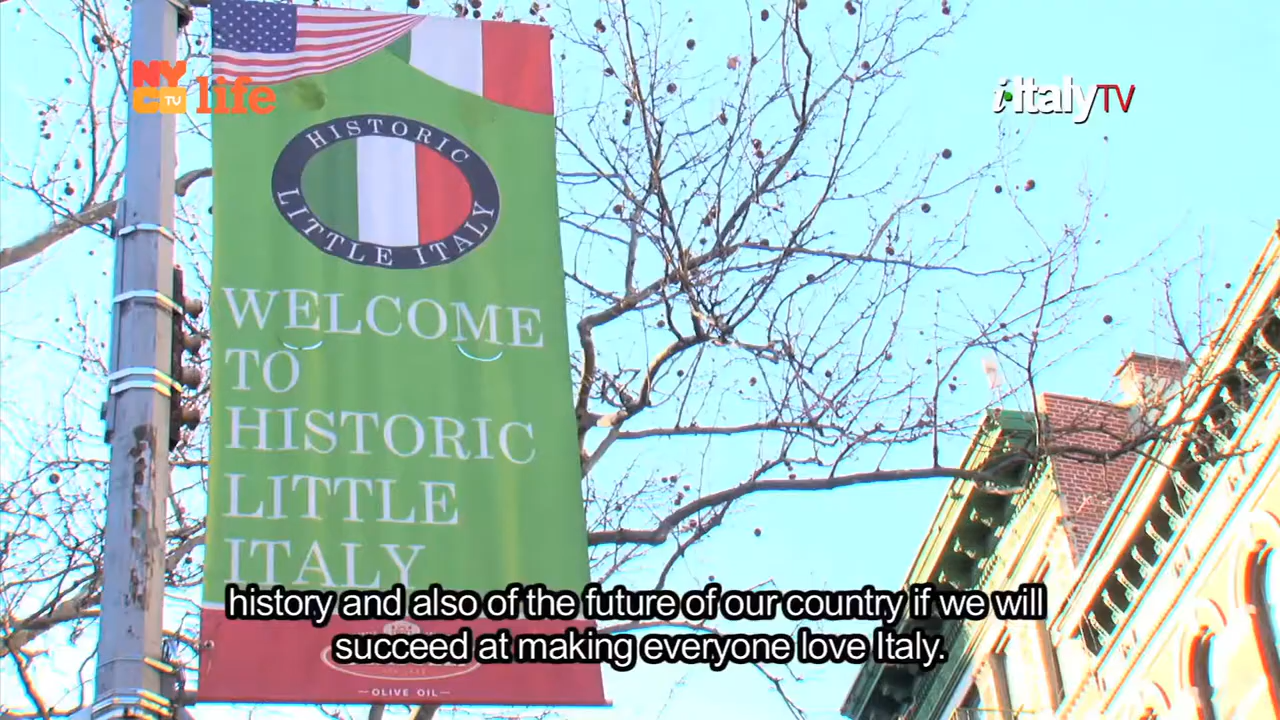 NYC TV life
i-ItalyTV
HISTORIC
LITTLE ITALY
WELCOME
TO
HISTORIC
LITTLE
ITALY
history and also of the future of our country if we will
succeed at making everyone love Italy.
OLIVE OIL